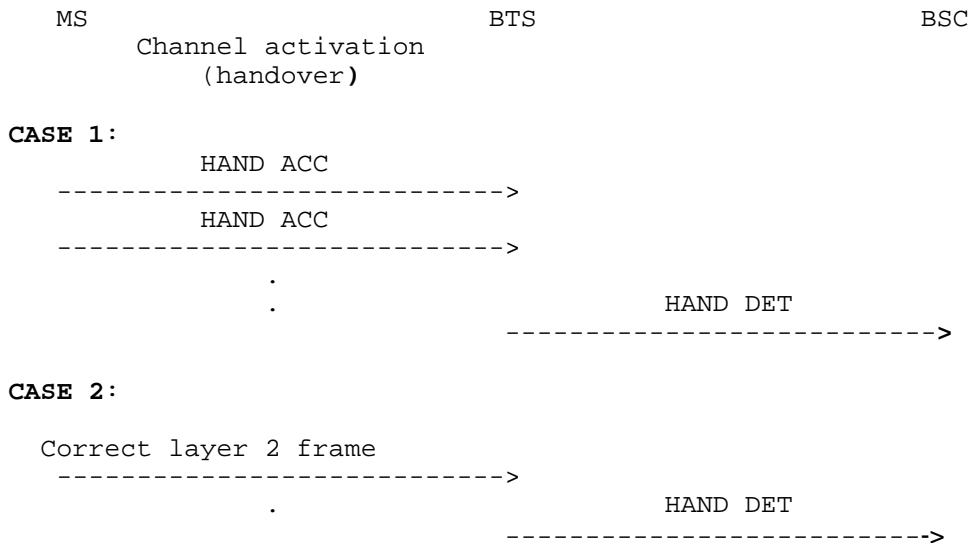 MS BTS BSC
Channel activation
(handover)
CASE 1:
HAND ACC
---------------------------->
HAND ACC
---------------------------->
.
. HAND DET
--------------------------->
CASE 2:
Correct layer 2 frame
---------------------------->
. HAND DET
--------------------------->